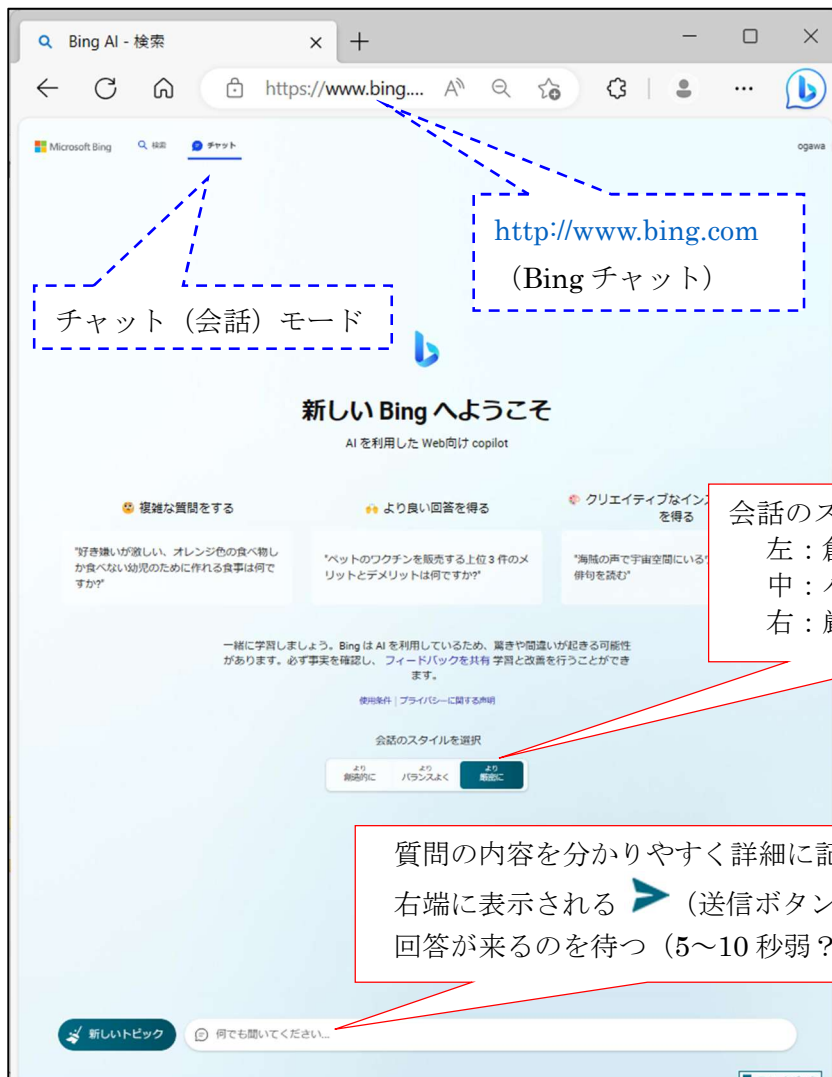 Bing AI - 検索
https://www.bing....
Microsoft Bing 検索 チャット
ogawa
http://www.bing.com
（Bing チャット）
チャット（会話）モード
新しい Bing へようこそ
AI を利用した Web向け copilot
複雑な質問をする
より良い回答を得る
クリエイティブなイン
を得る
"好き嫌いが激しい、オレンジ色の食べ物し
か食べない幼児のために作れる食事は何で
すか?"
"ペットのワクチンを販売する上位 3 件のメ
リットとデメリットは何ですか?"
"海賊の声で宇宙空間にいる
俳句を読む"
会話のス
左：創
中：バ
右：厳
一緒に学習しましょう。Bing は AI を利用しているため、驚きや間違いが起きる可能性
があります。必ず事実を確認し、 フィードバックを共有 学習と改善を行うことができ
ます。
使用条件 | プライバシーに関する声明
会話のスタイルを選択
より
創造的に
より
バランスよく
より
厳密に
質問の内容を分かりやすく詳細に記
右端に表示される （送信ボタン
回答が来るのを待つ（5～10 秒弱？
新しいトピック
何でも聞いてください...